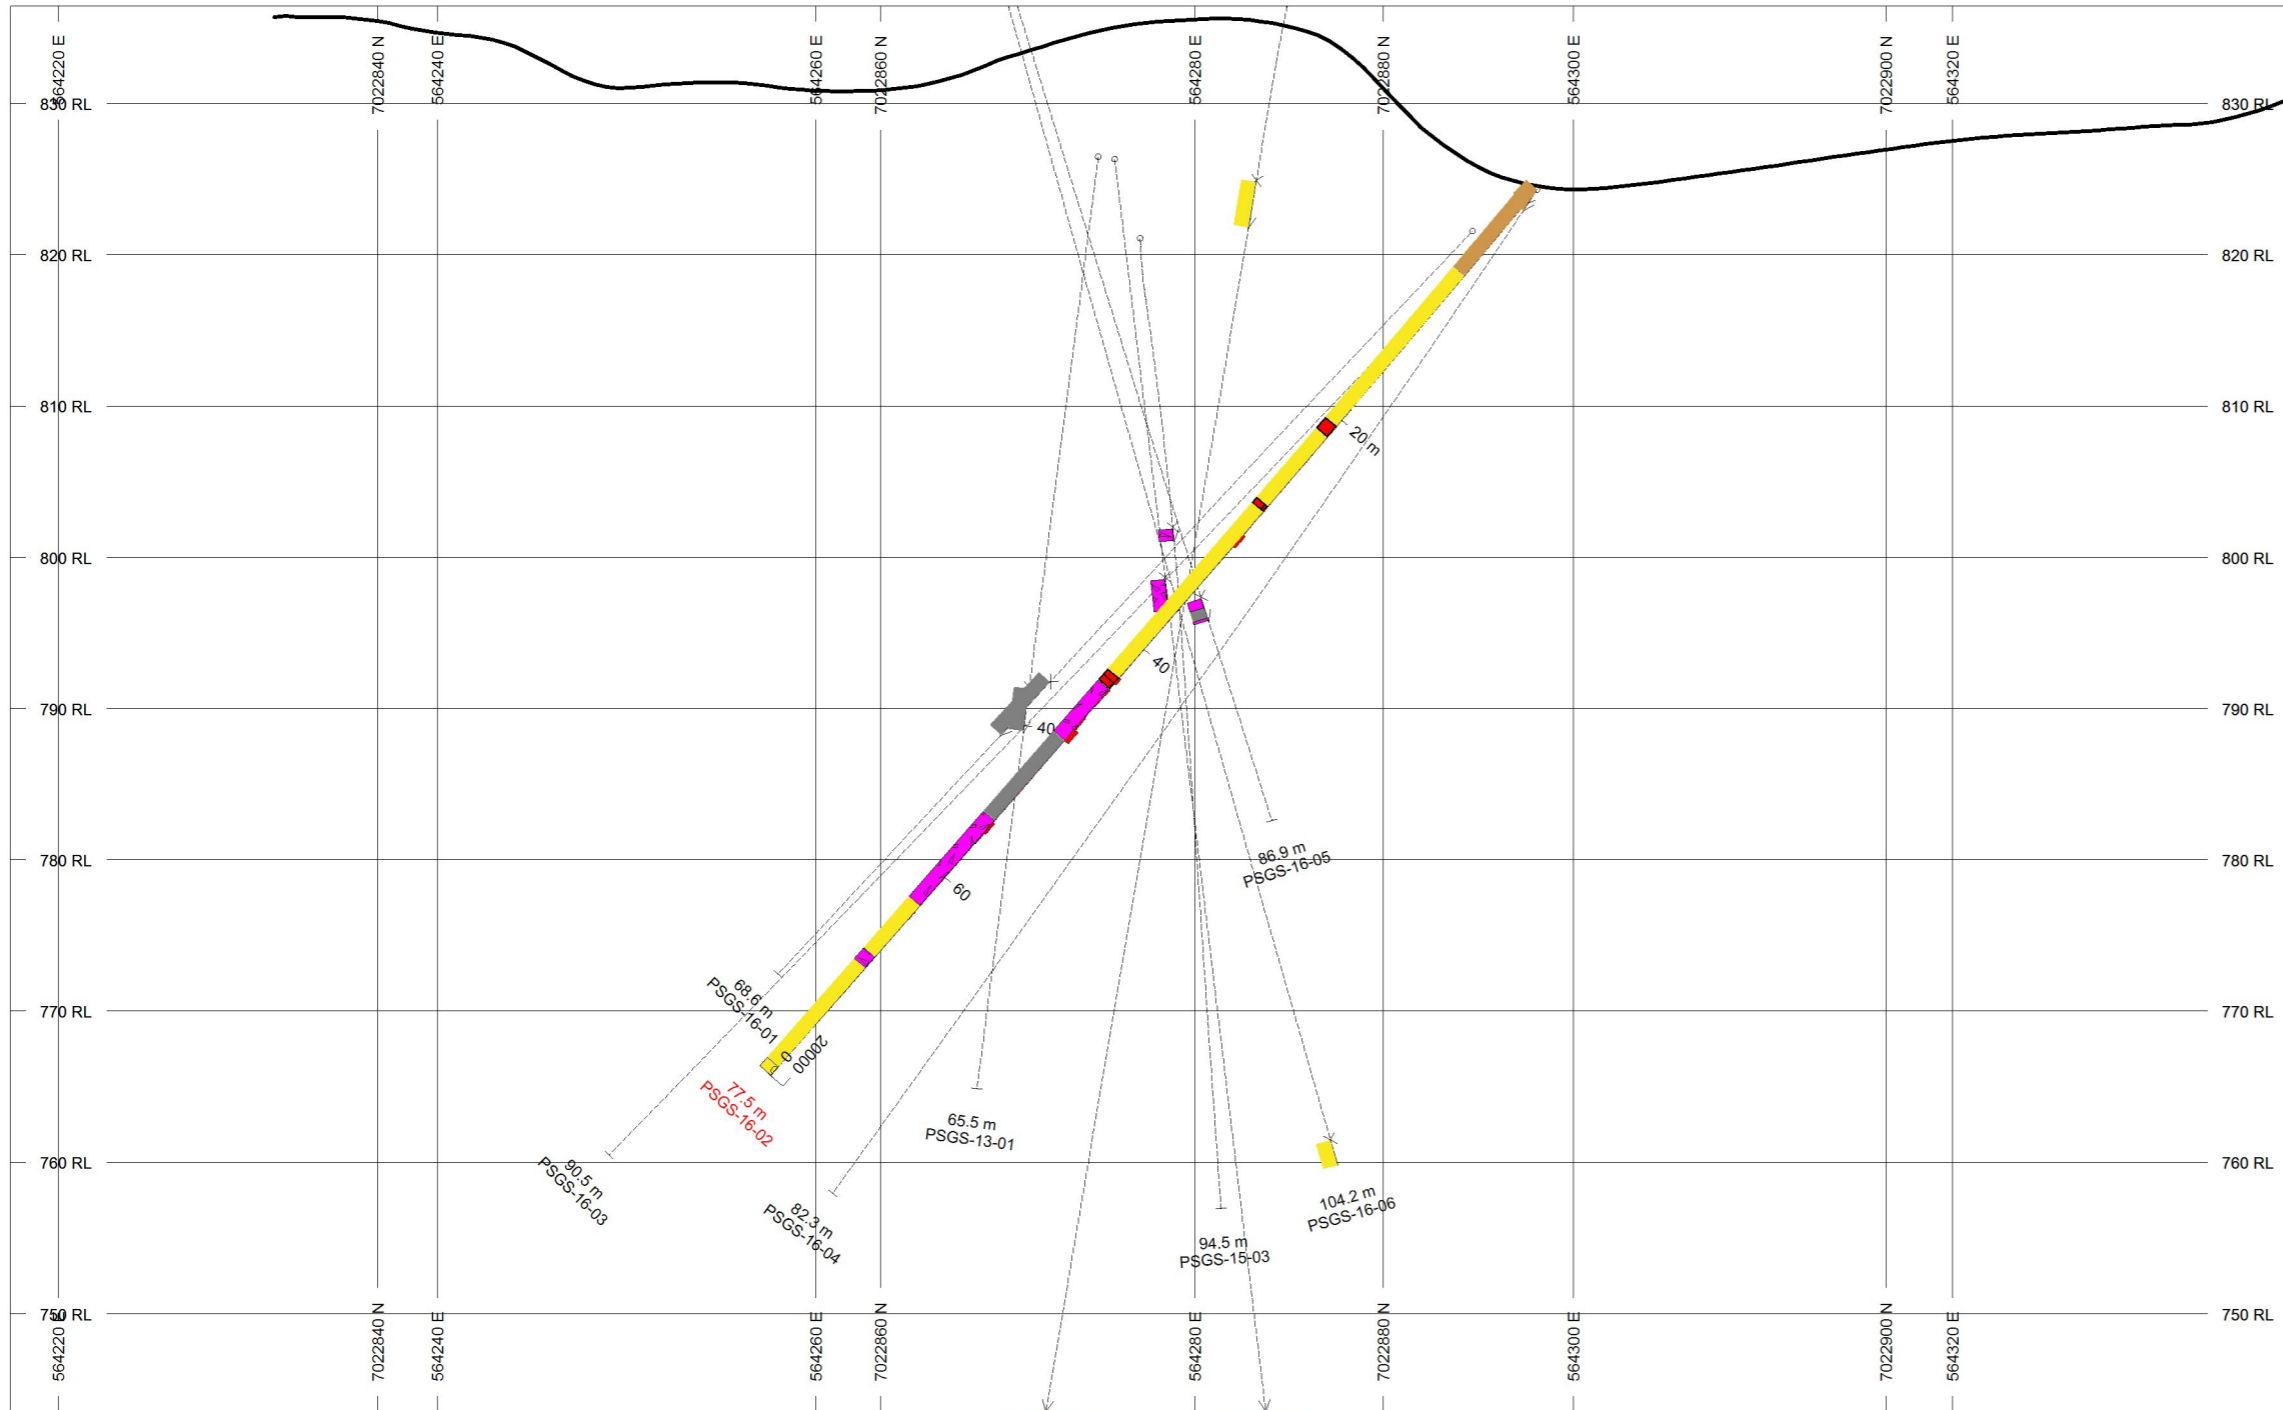 564220 E
7022840 N
564240 E
564260 E
7022860 N
564280 E
7022880 N
564300 E
7022900 N
564320 E
830 RL
830 RL
820 RL
820 RL
810 RL
810 RL
20 m
800 RL
800 RL
40
790 RL
790 RL
40
86.9 m
PSGS-16-05
780 RL
780 RL
60
68.6 m
PSGS-16-01
770 RL
770 RL
0
20000
77.5 m
PSGS-16-02
65.5 m
PSGS-13-01
760 RL
760 RL
90.5 m
PSGS-16-03
82.3 m
PSGS-16-04
104.2 m
PSGS-16-06
94.5 m
PSGS-15-03
750 RL
750 RL
564220 E
7022840 N
564240 E
564260 E
7022860 N
564280 E
7022880 N
564300 E
7022900 N
564320 E